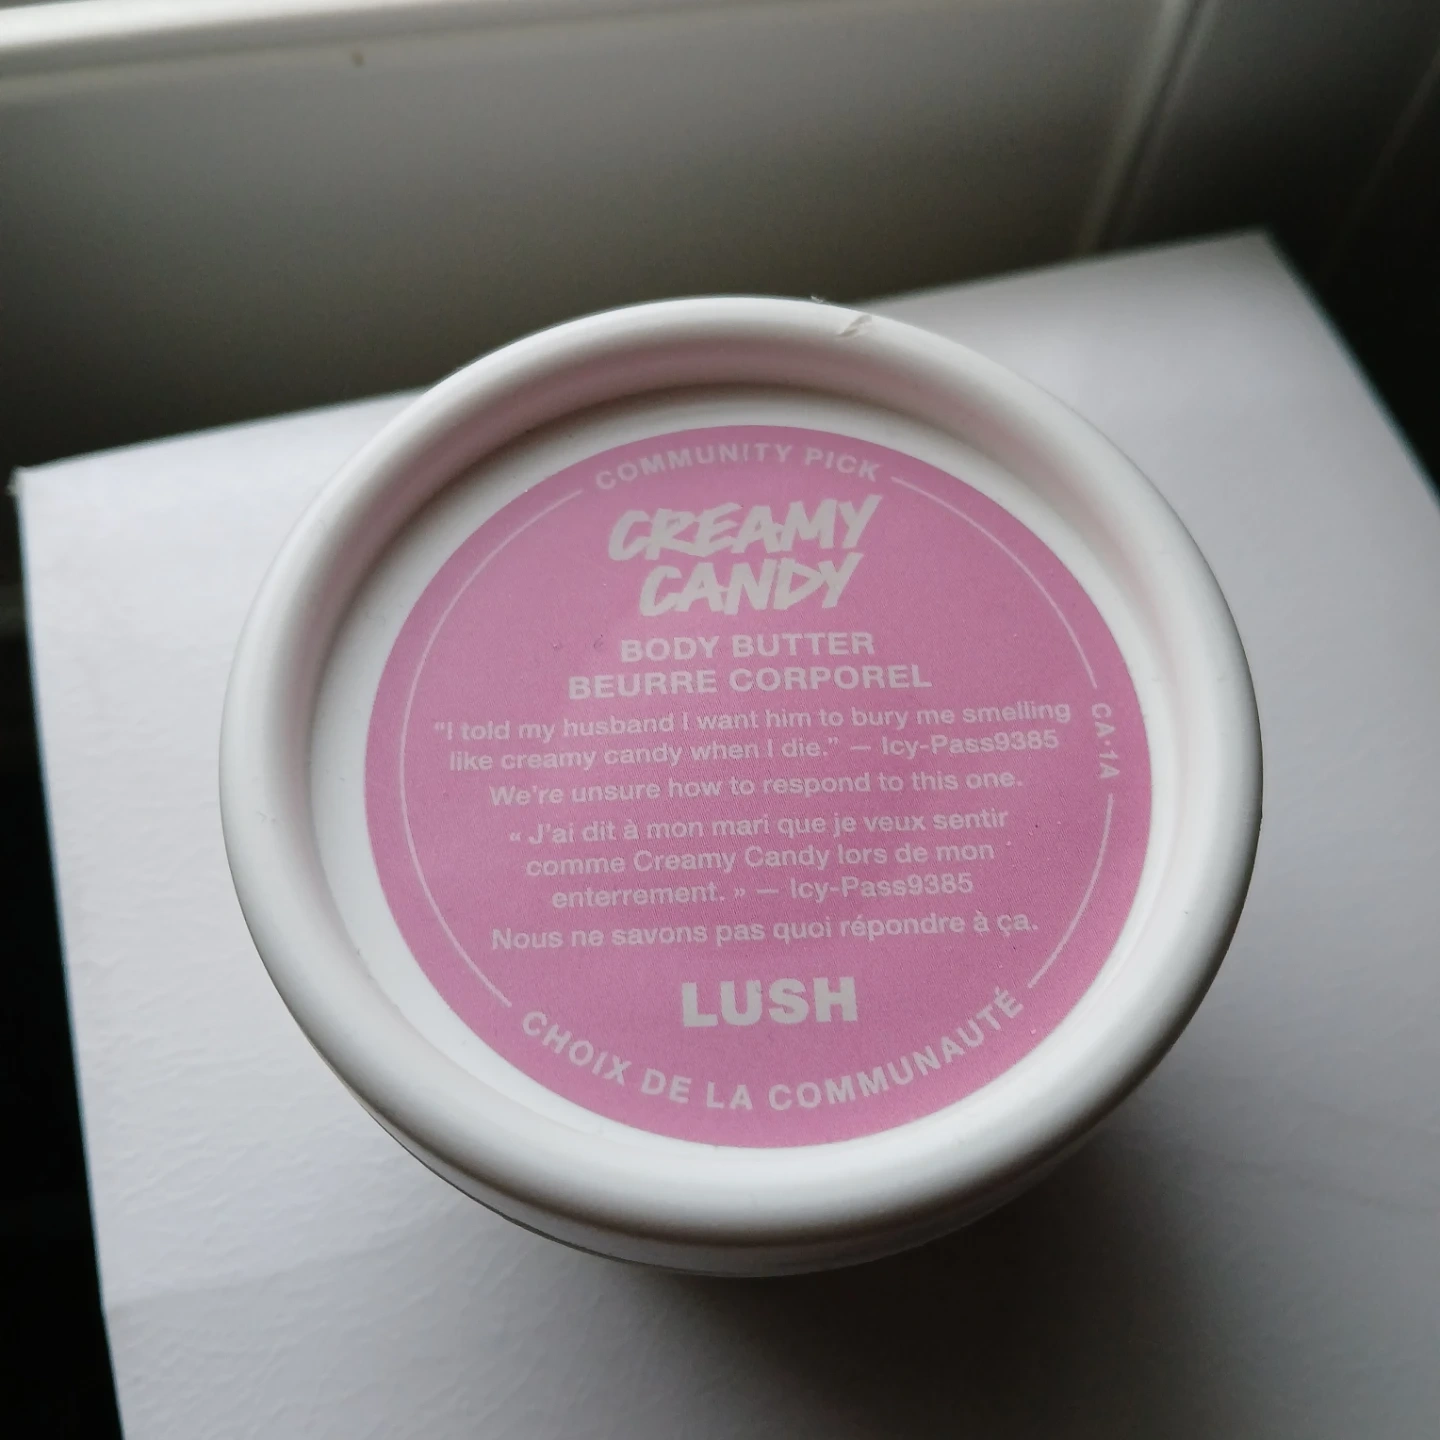 COMMUNITY PICK
CREAMY
CANDY
BODY BUTTER
BEURRE CORPOREL
"I told my husband I want him to bury me smelling
like creamy candy when I die." — Icy-Pass9385
We're unsure how to respond to this one.
« J'ai dit à mon mari que je veux sentir
comme Creamy Candy lors de mon
enterrement. » — Icy-Pass9385
Nous ne savons pas quoi répondre à ça.
LUSH
CHOIX DE LA COMMUNAUTÉ
CA·1A